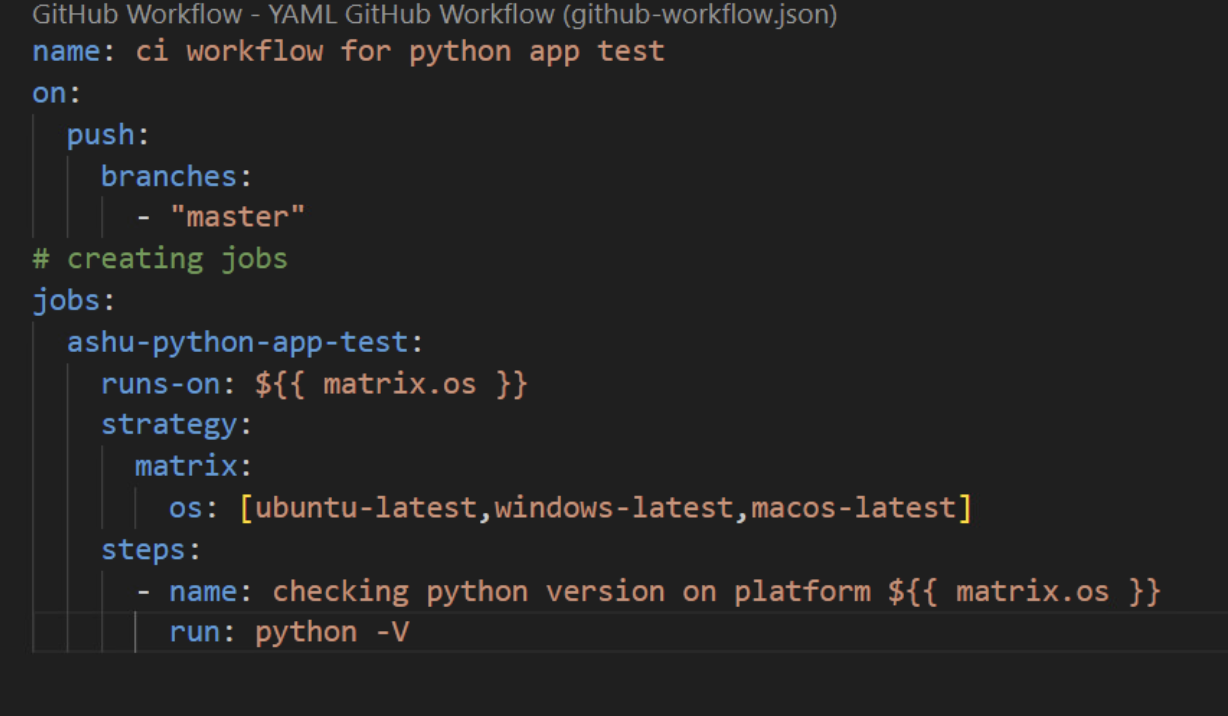 GitHub Workflow - YAML GitHub Workflow (github-workflow.json)
name: ci workflow for python app test
on:
  push:
    branches:
      - "master"
# creating jobs
jobs:
  ashu-python-app-test:
    runs-on: ${{ matrix.os }}
    strategy:
      matrix:
        os: [ubuntu-latest,windows-latest,macos-latest]
    steps:
      - name: checking python version on platform ${{ matrix.os }}
        run: python -V